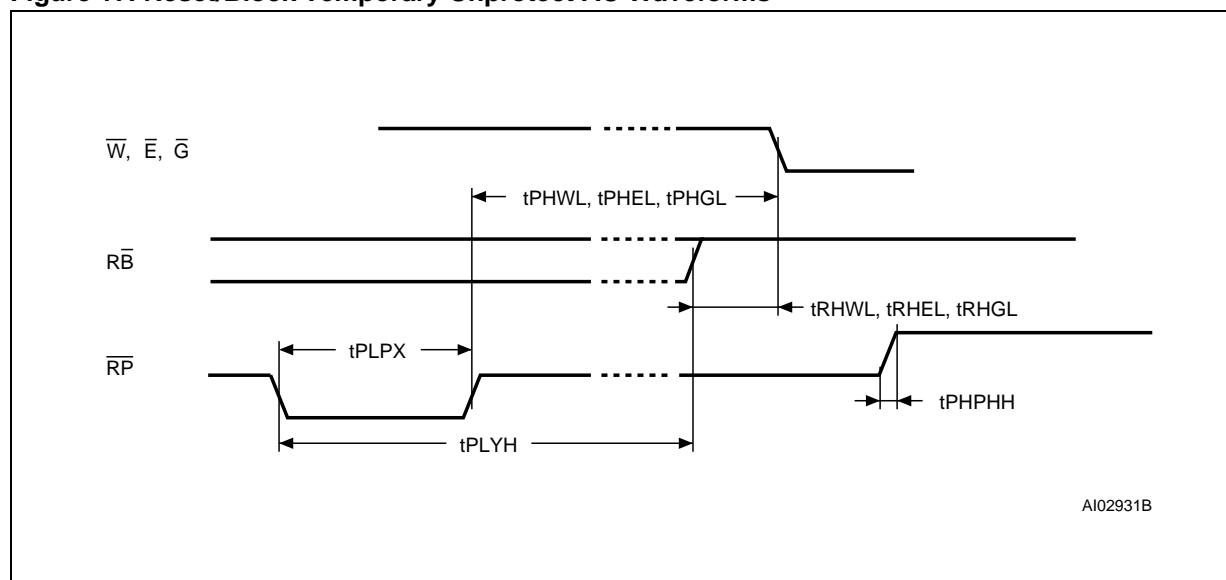 Figure 17. Reset/Block Temporary Unprotect AC Waveforms
W̅, E̅, G̅
tPHWL, tPHEL, tPHGL
RB̅
tRHWL, tRHEL, tRHGL
tPLPX
R̅P̅
tPHPHH
tPLYH
AI02931B